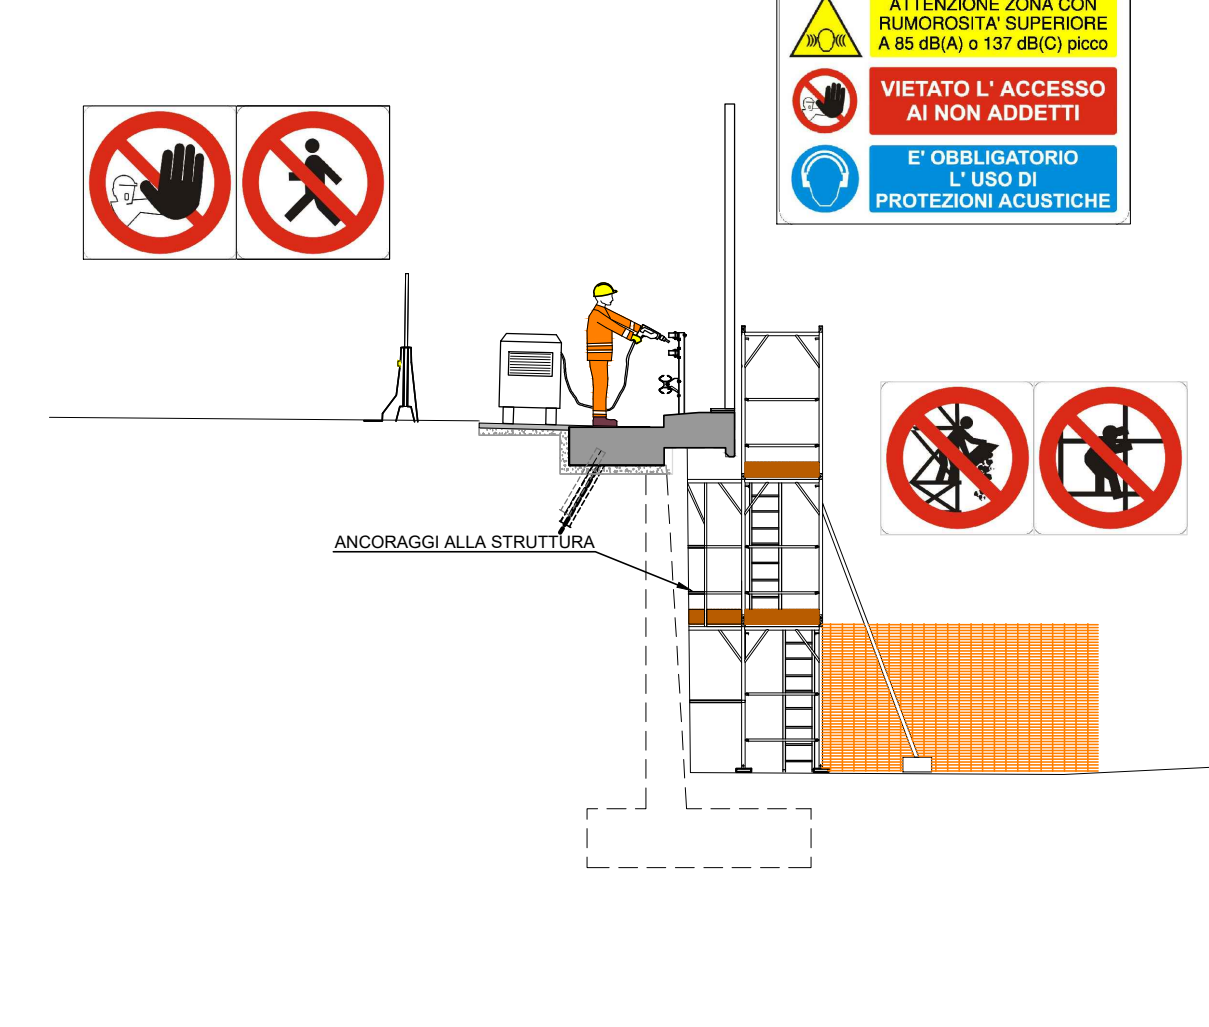 ATTENZIONE ZONA CON
RUMOROSITA' SUPERIORE
A 85 dB(A) o 137 dB(C) picco
VIETATO L' ACCESSO
AI NON ADDETTI
E' OBBLIGATORIO
L' USO DI
PROTEZIONI ACUSTICHE
ANCORAGGI ALLA STRUTTURA